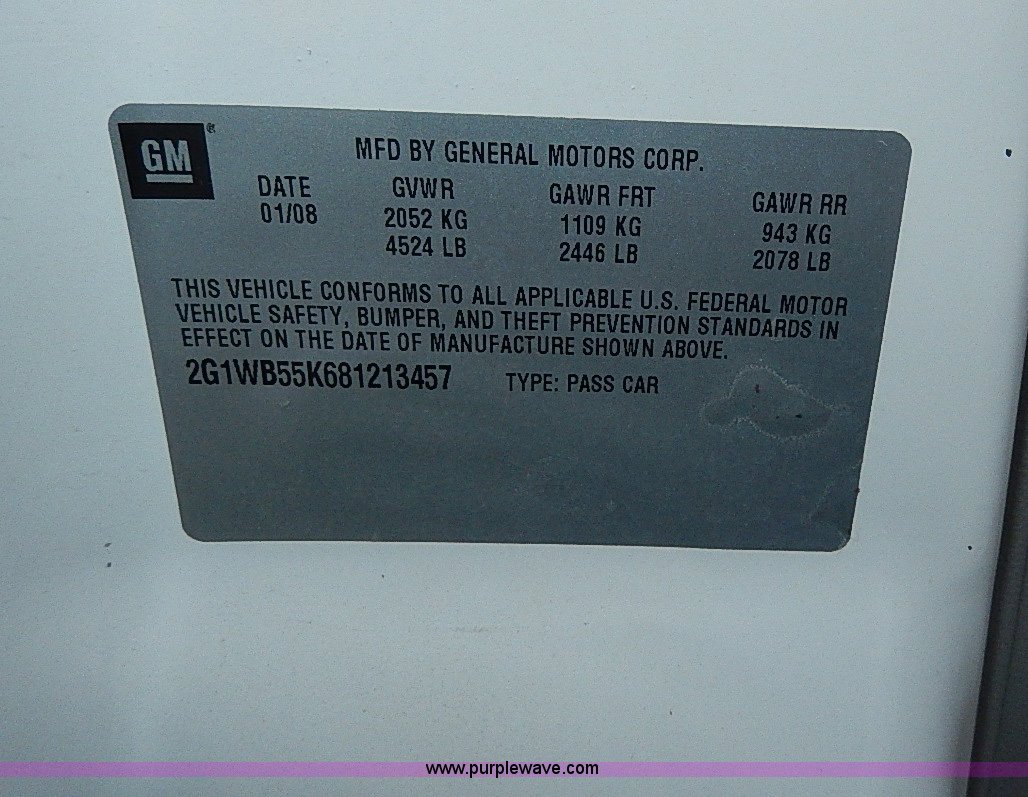 GM®
MFD BY GENERAL MOTORS CORP.
DATE GVWR GAWR FRT GAWR RR
01/08 2052 KG 1109 KG 943 KG
4524 LB 2446 LB 2078 LB
THIS VEHICLE CONFORMS TO ALL APPLICABLE U.S. FEDERAL MOTOR
VEHICLE SAFETY, BUMPER, AND THEFT PREVENTION STANDARDS IN
EFFECT ON THE DATE OF MANUFACTURE SHOWN ABOVE.
2G1WB55K681213457 TYPE: PASS CAR
www.purplewave.com